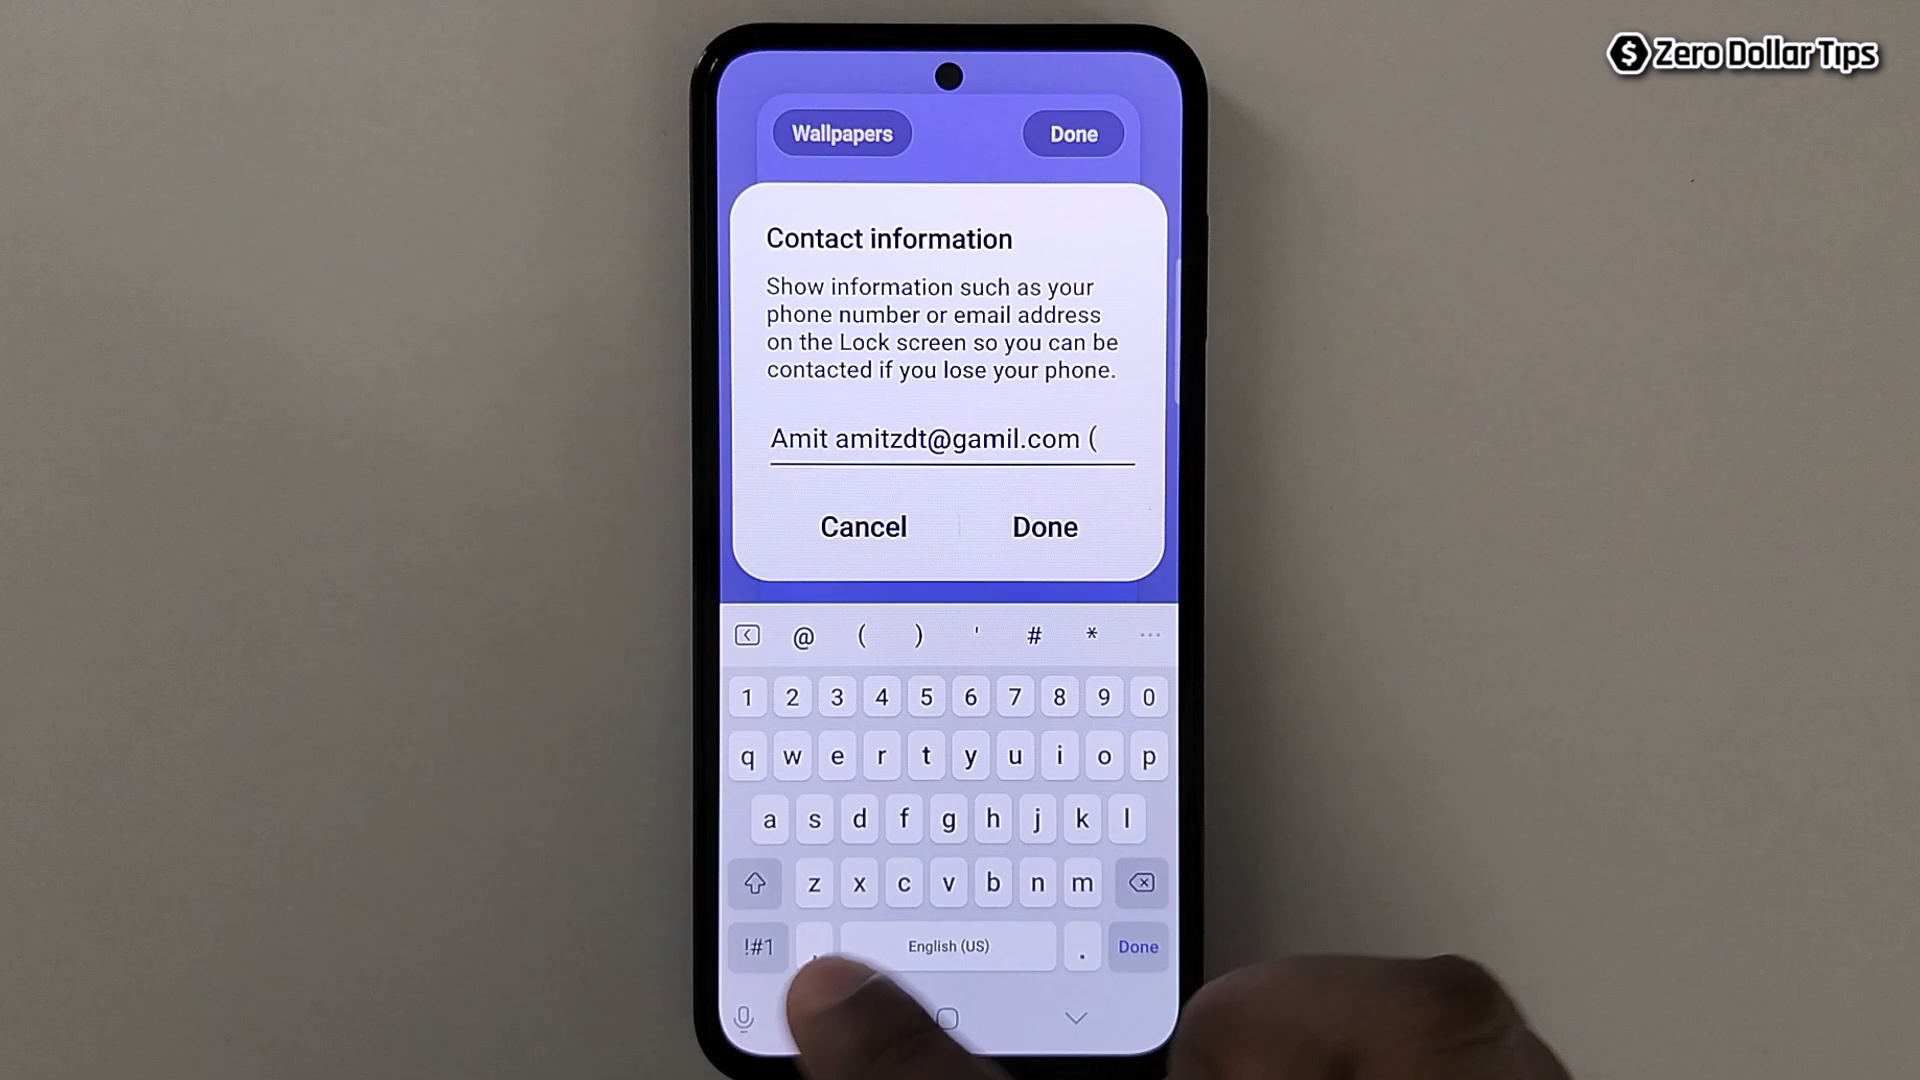 $ Zero Dollar Tips
Wallpapers Done
Contact information
Show information such as your
phone number or email address
on the Lock screen so you can be
contacted if you lose your phone.
Amit amitzdt@gamil.com (
Cancel Done
@ ( ) ' # * ...
1 2 3 4 5 6 7 8 9 0
q w e r t y u i o p
a s d f g h j k l
z x c v b n m
!#1 , English (US) . Done